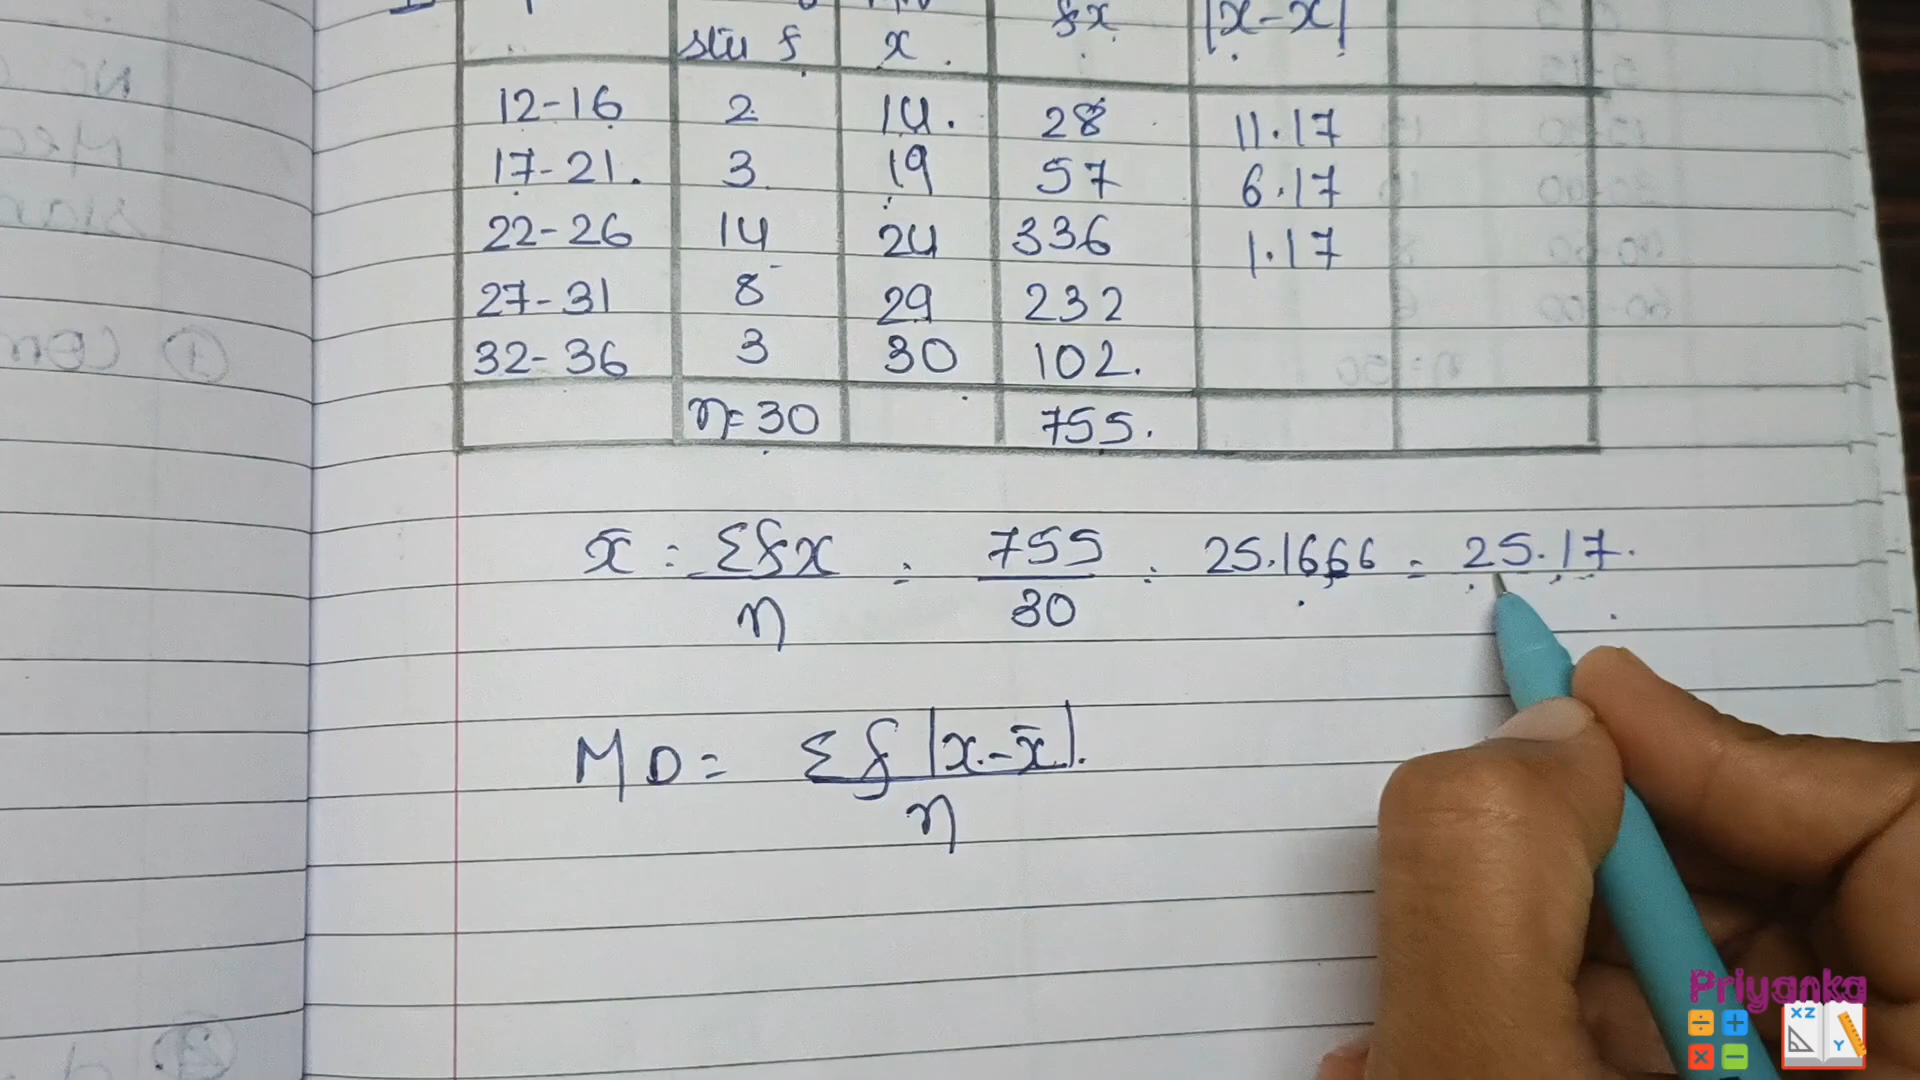 stu f x fx |x-x|
12-16 2 14. 28 11.17
17-21. 3 19 57 6.17
22-26 14 24 336 1.17
27-31 8 29 232
32-36 3 30 102.
n=30 755.
x̄ = Σfx/n = 755/30 = 25.1666 = 25.17.
MD = Σf|x-x̄|./n
Priyanka
XZ
Y